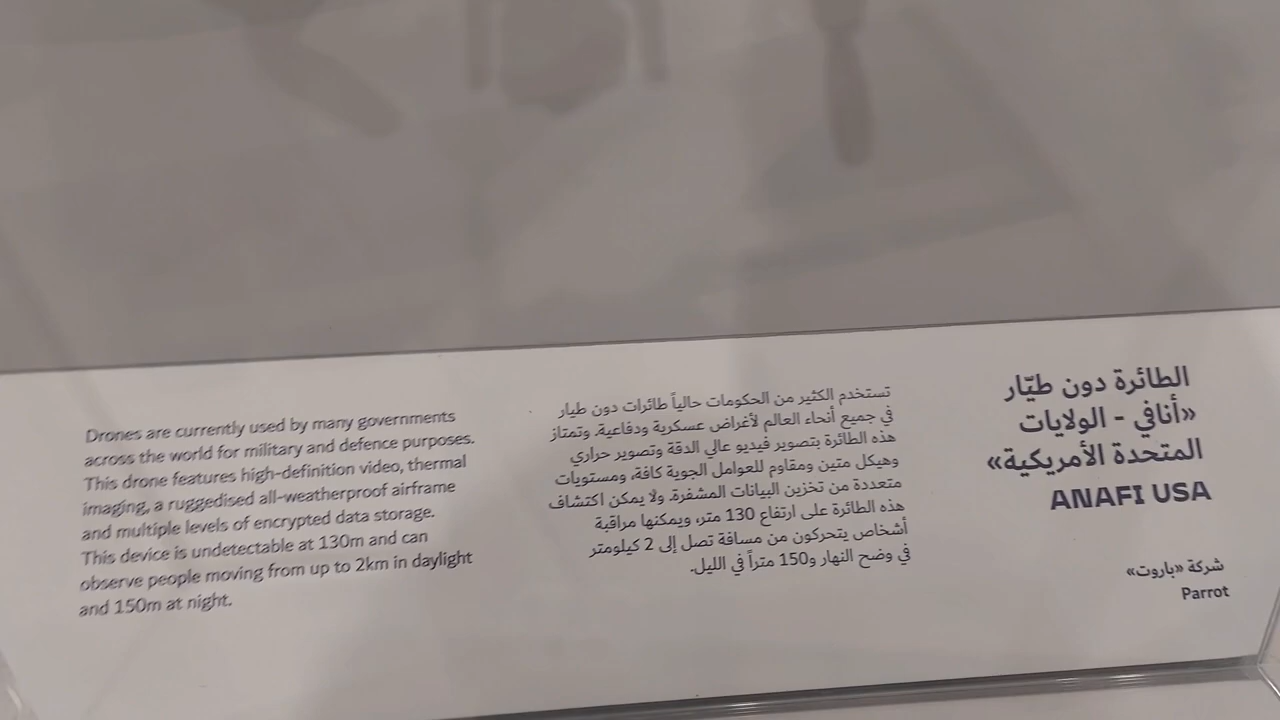 Drones are currently used by many governments
across the world for military and defence purposes.
This drone features high-definition video, thermal
imaging, a ruggedised all-weatherproof airframe
and multiple levels of encrypted data storage.
This device is undetectable at 130m and can
observe people moving from up to 2km in daylight
and 150m at night.
تستخدم الكثير من الحكومات حالياً طائرات دون طيار
في جميع أنحاء العالم لأغراض عسكرية ودفاعية. وتمتاز
هذه الطائرة بتصوير فيديو عالي الدقة وتصوير حراري
وهيكل متين ومقاوم للعوامل الجوية كافة، ومستويات
متعددة من تخزين البيانات المشفرة. ولا يمكن اكتشاف
هذه الطائرة على ارتفاع 130 متر، ويمكنها مراقبة
أشخاص يتحركون من مسافة تصل إلى 2 كيلومتر
في وضح النهار و150 متراً في الليل.
الطائرة دون طيّار
«أنافي - الولايات
المتحدة الأمريكية»
ANAFI USA
شركة «باروت»
Parrot